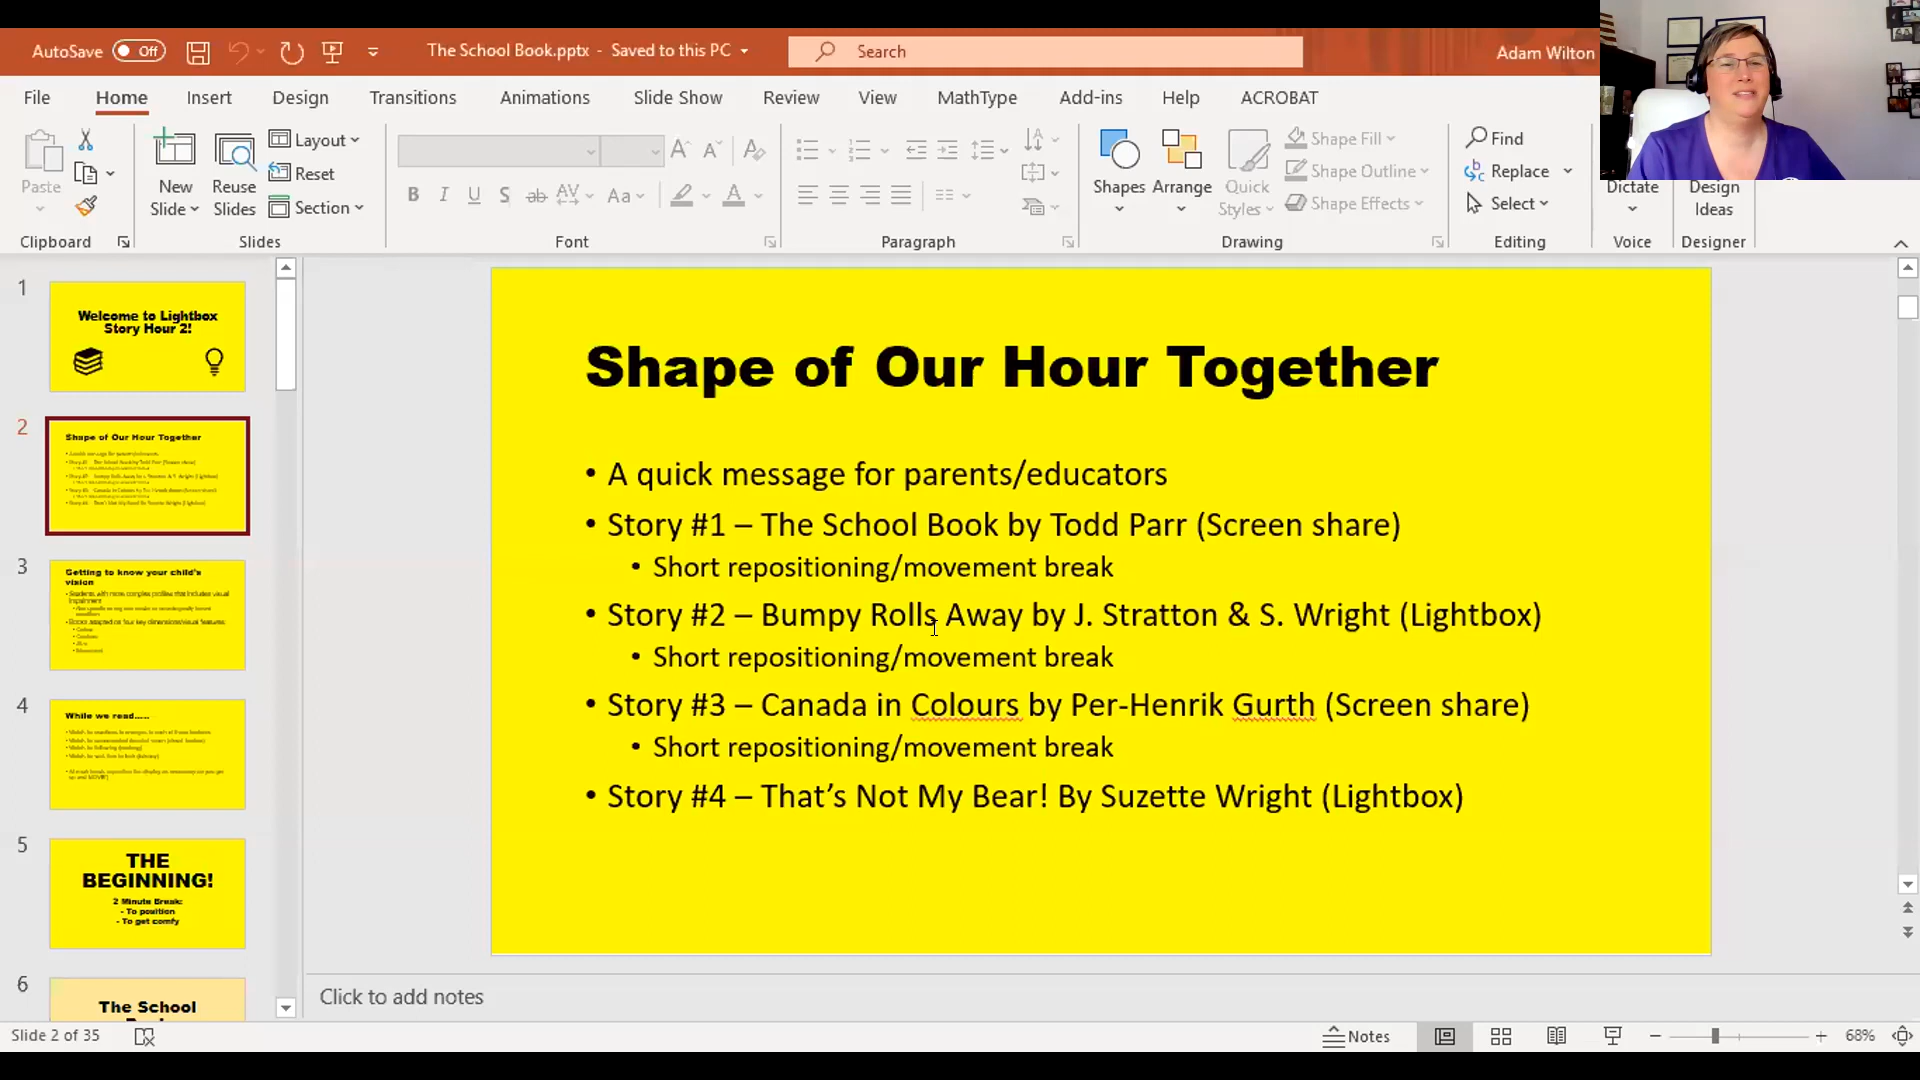 AutoSave Off The School Book.pptx - Saved to this PC Search Adam Wilton
File Home Insert Design Transitions Animations Slide Show Review View MathType Add-ins Help ACROBAT
Paste
Clipboard
New Slide
Reuse Slides
Layout
Reset
Section
Slides
Font
Paragraph
Shapes
Arrange
Quick Styles
Shape Fill
Shape Outline
Shape Effects
Drawing
Find
Replace
Select
Editing
Dictate
Voice
Design Ideas
Designer
1
Welcome to Lightbox
Story Hour 2!
2
Shape of Our Hour Together
3
Getting to know your child's
vision
4
While we read.....
5
THE
BEGINNING!
2 Minute Break:
- To position
- To get comfy
6
The School
Shape of Our Hour Together
• A quick message for parents/educators
• Story #1 – The School Book by Todd Parr (Screen share)
• Short repositioning/movement break
• Story #2 – Bumpy Rolls Away by J. Stratton & S. Wright (Lightbox)
• Short repositioning/movement break
• Story #3 – Canada in Colours by Per-Henrik Gurth (Screen share)
• Short repositioning/movement break
• Story #4 – That's Not My Bear! By Suzette Wright (Lightbox)
Click to add notes
Slide 2 of 35 Notes 68%